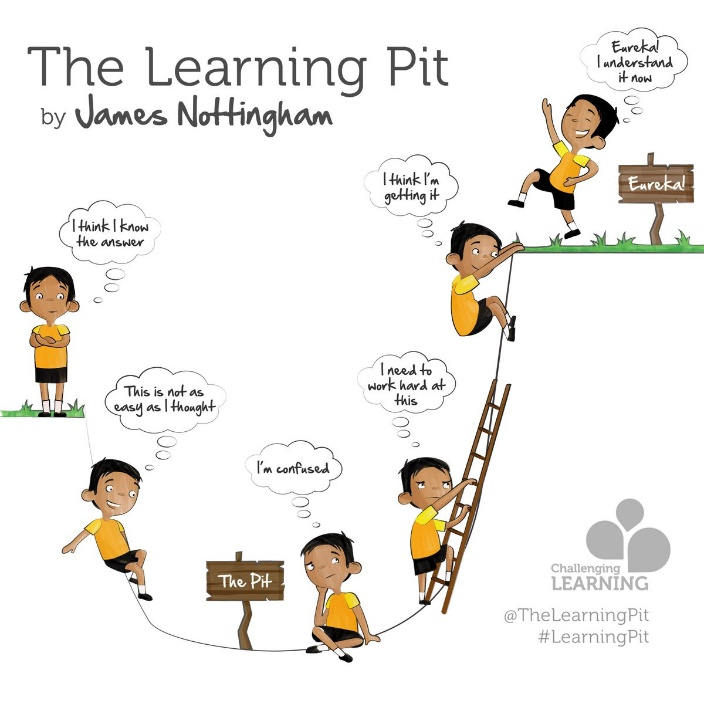 The Learning Pit
by James Nottingham
I think I know
the answer
This is not as
easy as I thought
The Pit
I'm confused
I need to
work hard at
this
I think I'm
getting it
Eureka!
I understand
it now
Eureka!
Challenging
LEARNING
@TheLearningPit
#LearningPit